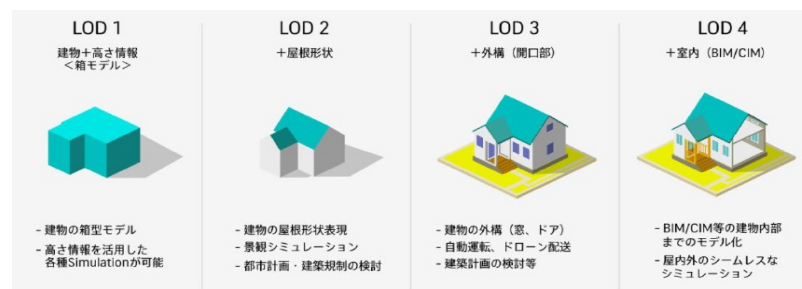 LOD 1
建物＋高さ情報
＜箱モデル＞
- 建物の箱型モデル
- 高さ情報を活用した
各種Simulationが可能
LOD 2
＋屋根形状
- 建物の屋根形状表現
- 景観シミュレーション
- 都市計画・建築規制の検討
LOD 3
＋外構（開口部）
- 建物の外構（窓、ドア）
- 自動運転、ドローン配送
- 建築計画の検討等
LOD 4
＋室内（BIM/CIM）
- BIM/CIM等の建物内部
までのモデル化
- 屋内外のシームレスな
シミュレーション